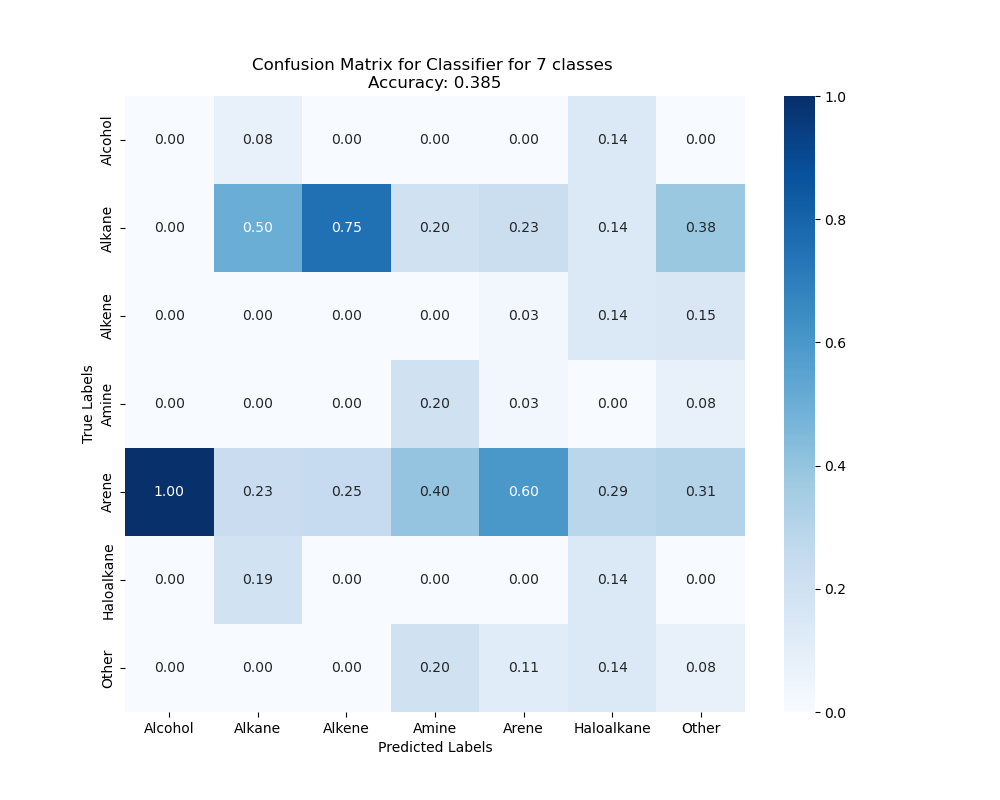 Confusion Matrix for Classifier for 7 classes
Accuracy: 0.385
True Labels
Alcohol 0.00 0.08 0.00 0.00 0.00 0.14 0.00
Alkane 0.00 0.50 0.75 0.20 0.23 0.14 0.38
Alkene 0.00 0.00 0.00 0.00 0.03 0.14 0.15
Amine 0.00 0.00 0.00 0.20 0.03 0.00 0.08
Arene 1.00 0.23 0.25 0.40 0.60 0.29 0.31
Haloalkane 0.00 0.19 0.00 0.00 0.00 0.14 0.00
Other 0.00 0.00 0.00 0.20 0.11 0.14 0.08
Alcohol Alkane Alkene Amine Arene Haloalkane Other
Predicted Labels
1.0
0.8
0.6
0.4
0.2
0.0